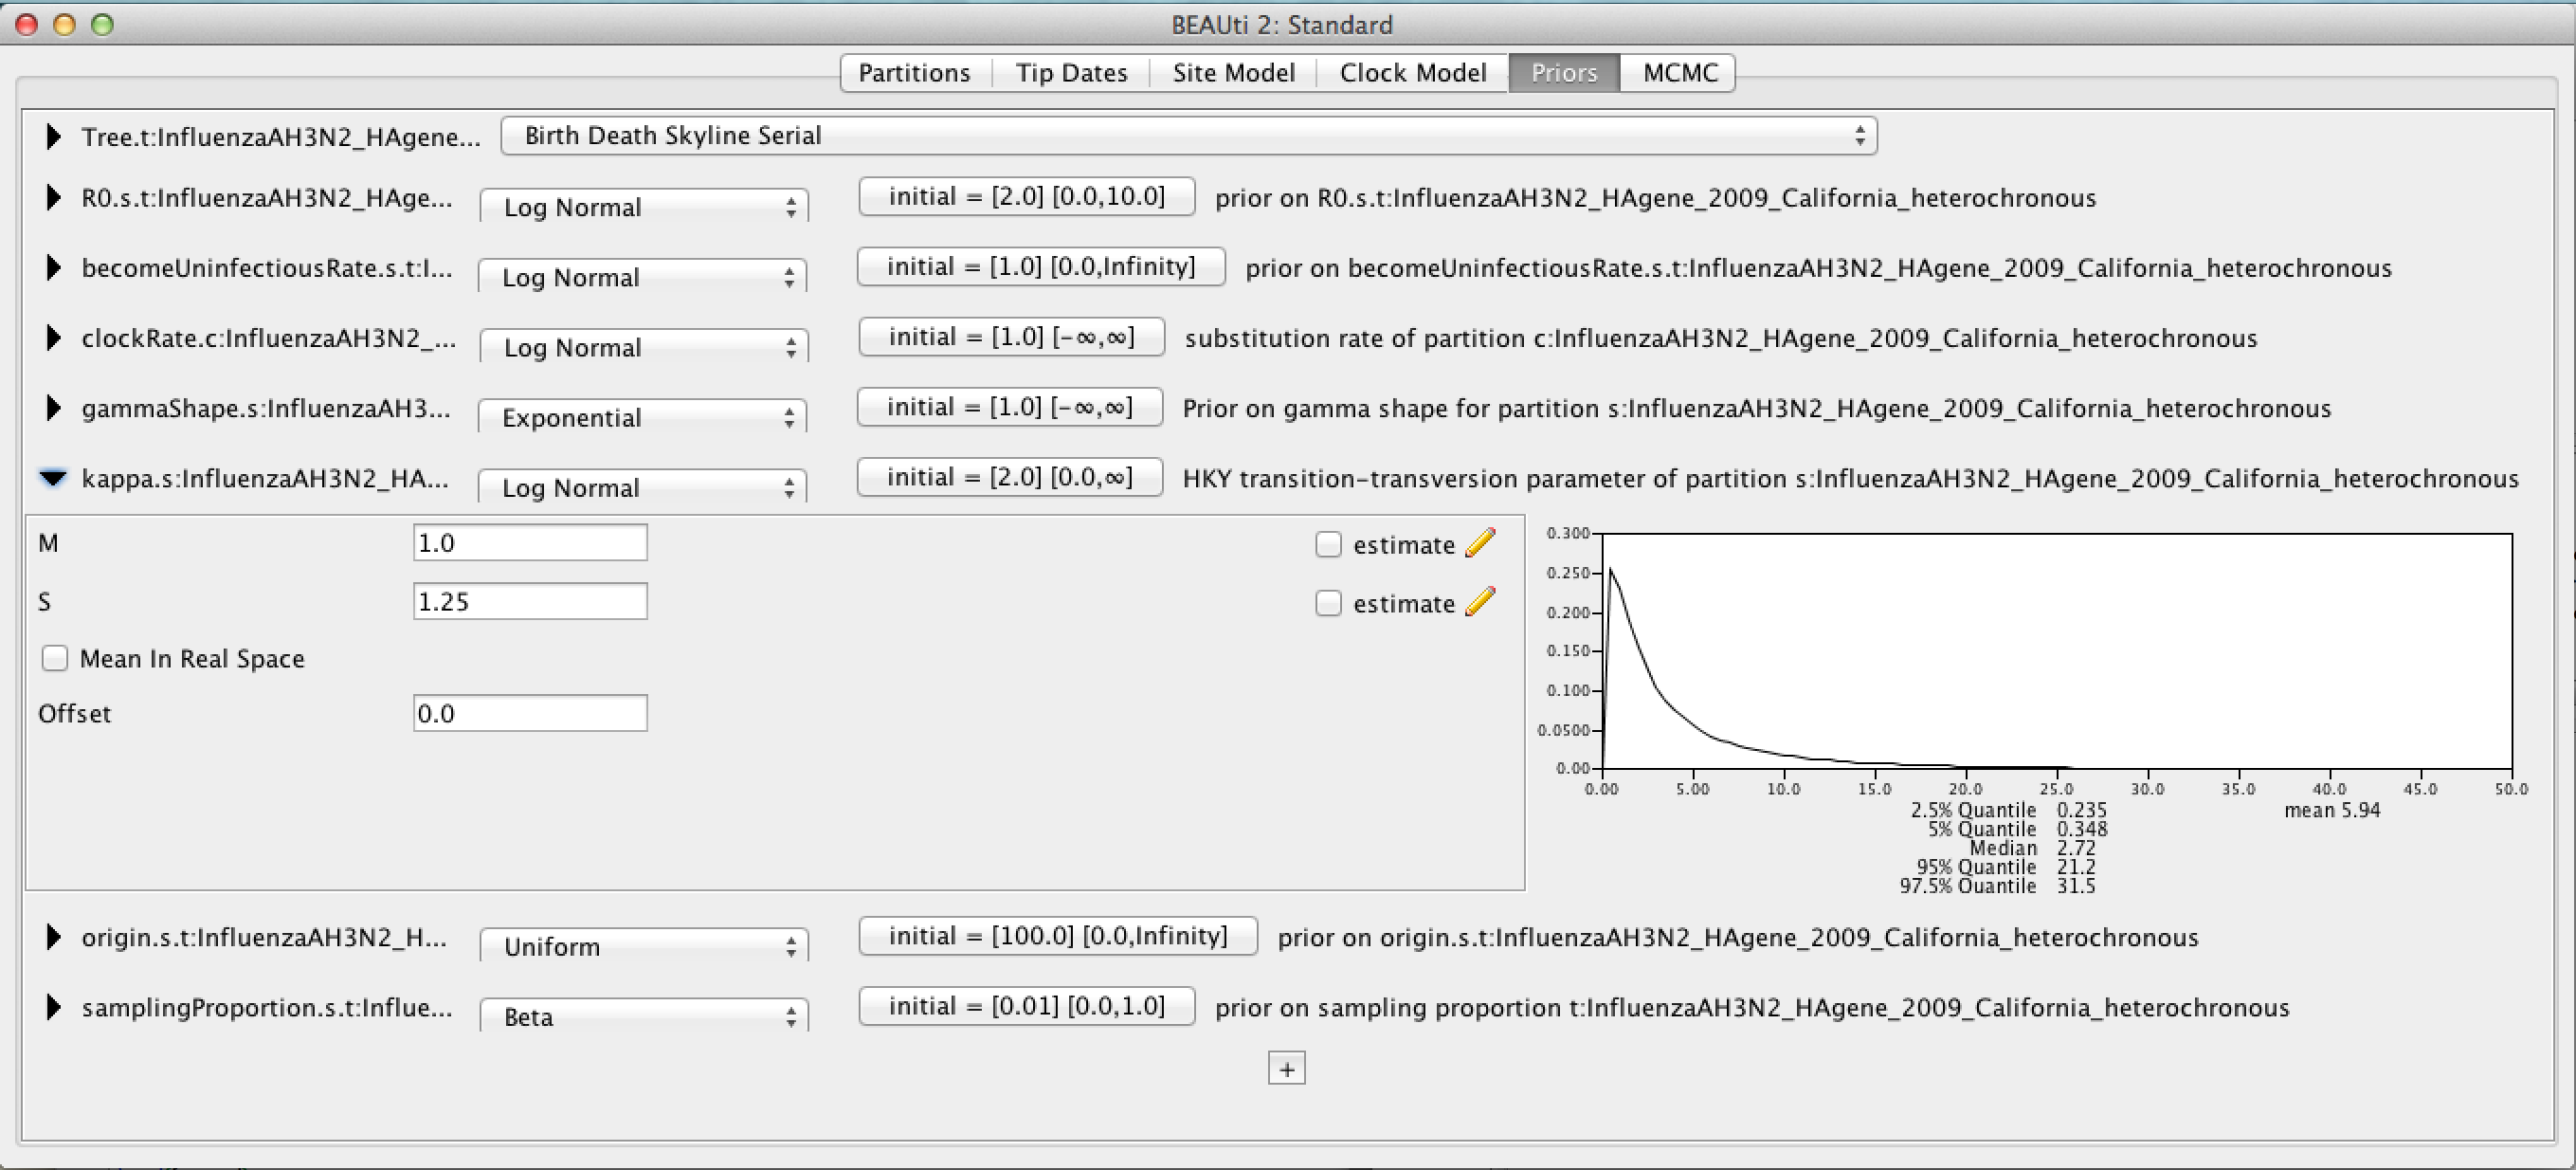 BEAUti 2: Standard
Partitions Tip Dates Site Model Clock Model Priors MCMC
Tree.t:InfluenzaAH3N2_HAgene... Birth Death Skyline Serial
R0.s.t:InfluenzaAH3N2_HAge... Log Normal initial = [2.0] [0.0,10.0] prior on R0.s.t:InfluenzaAH3N2_HAgene_2009_California_heterochronous
becomeUninfectiousRate.s.t:I... Log Normal initial = [1.0] [0.0,Infinity] prior on becomeUninfectiousRate.s.t:InfluenzaAH3N2_HAgene_2009_California_heterochronous
clockRate.c:InfluenzaAH3N2_... Log Normal initial = [1.0] [-∞,∞] substitution rate of partition c:InfluenzaAH3N2_HAgene_2009_California_heterochronous
gammaShape.s:InfluenzaAH3... Exponential initial = [1.0] [-∞,∞] Prior on gamma shape for partition s:InfluenzaAH3N2_HAgene_2009_California_heterochronous
kappa.s:InfluenzaAH3N2_HA... Log Normal initial = [2.0] [0.0,∞] HKY transition-transversion parameter of partition s:InfluenzaAH3N2_HAgene_2009_California_heterochronous
M 1.0 estimate
S 1.25 estimate
Mean In Real Space
Offset 0.0
0.300
0.250
0.200
0.150
0.100
0.0500
0.00
0.00 5.00 10.0 15.0 20.0 25.0 30.0 35.0 40.0 45.0 50.0
2.5% Quantile 0.235 mean 5.94
5% Quantile 0.348
Median 2.72
95% Quantile 21.2
97.5% Quantile 31.5
origin.s.t:InfluenzaAH3N2_H... Uniform initial = [100.0] [0.0,Infinity] prior on origin.s.t:InfluenzaAH3N2_HAgene_2009_California_heterochronous
samplingProportion.s.t:Influe... Beta initial = [0.01] [0.0,1.0] prior on sampling proportion t:InfluenzaAH3N2_HAgene_2009_California_heterochronous
+